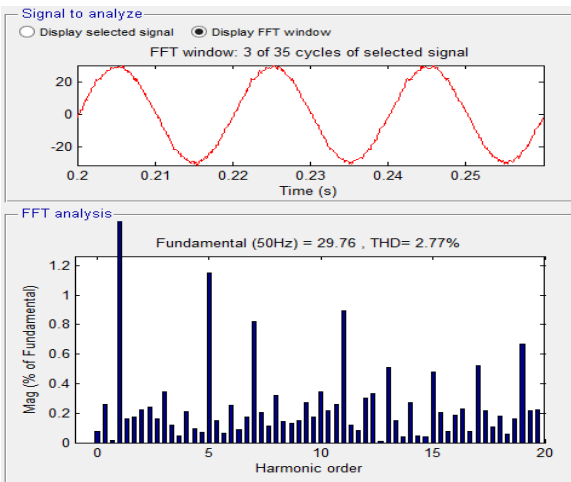 Signal to analyze
Display selected signal Display FFT window
FFT window: 3 of 35 cycles of selected signal
20
0
-20
0.2 0.21 0.22 0.23 0.24 0.25
Time (s)
FFT analysis
Fundamental (50Hz) = 29.76 , THD= 2.77%
Mag (% of Fundamental)
1.2
1
0.8
0.6
0.4
0.2
0
0 5 10 15 20
Harmonic order